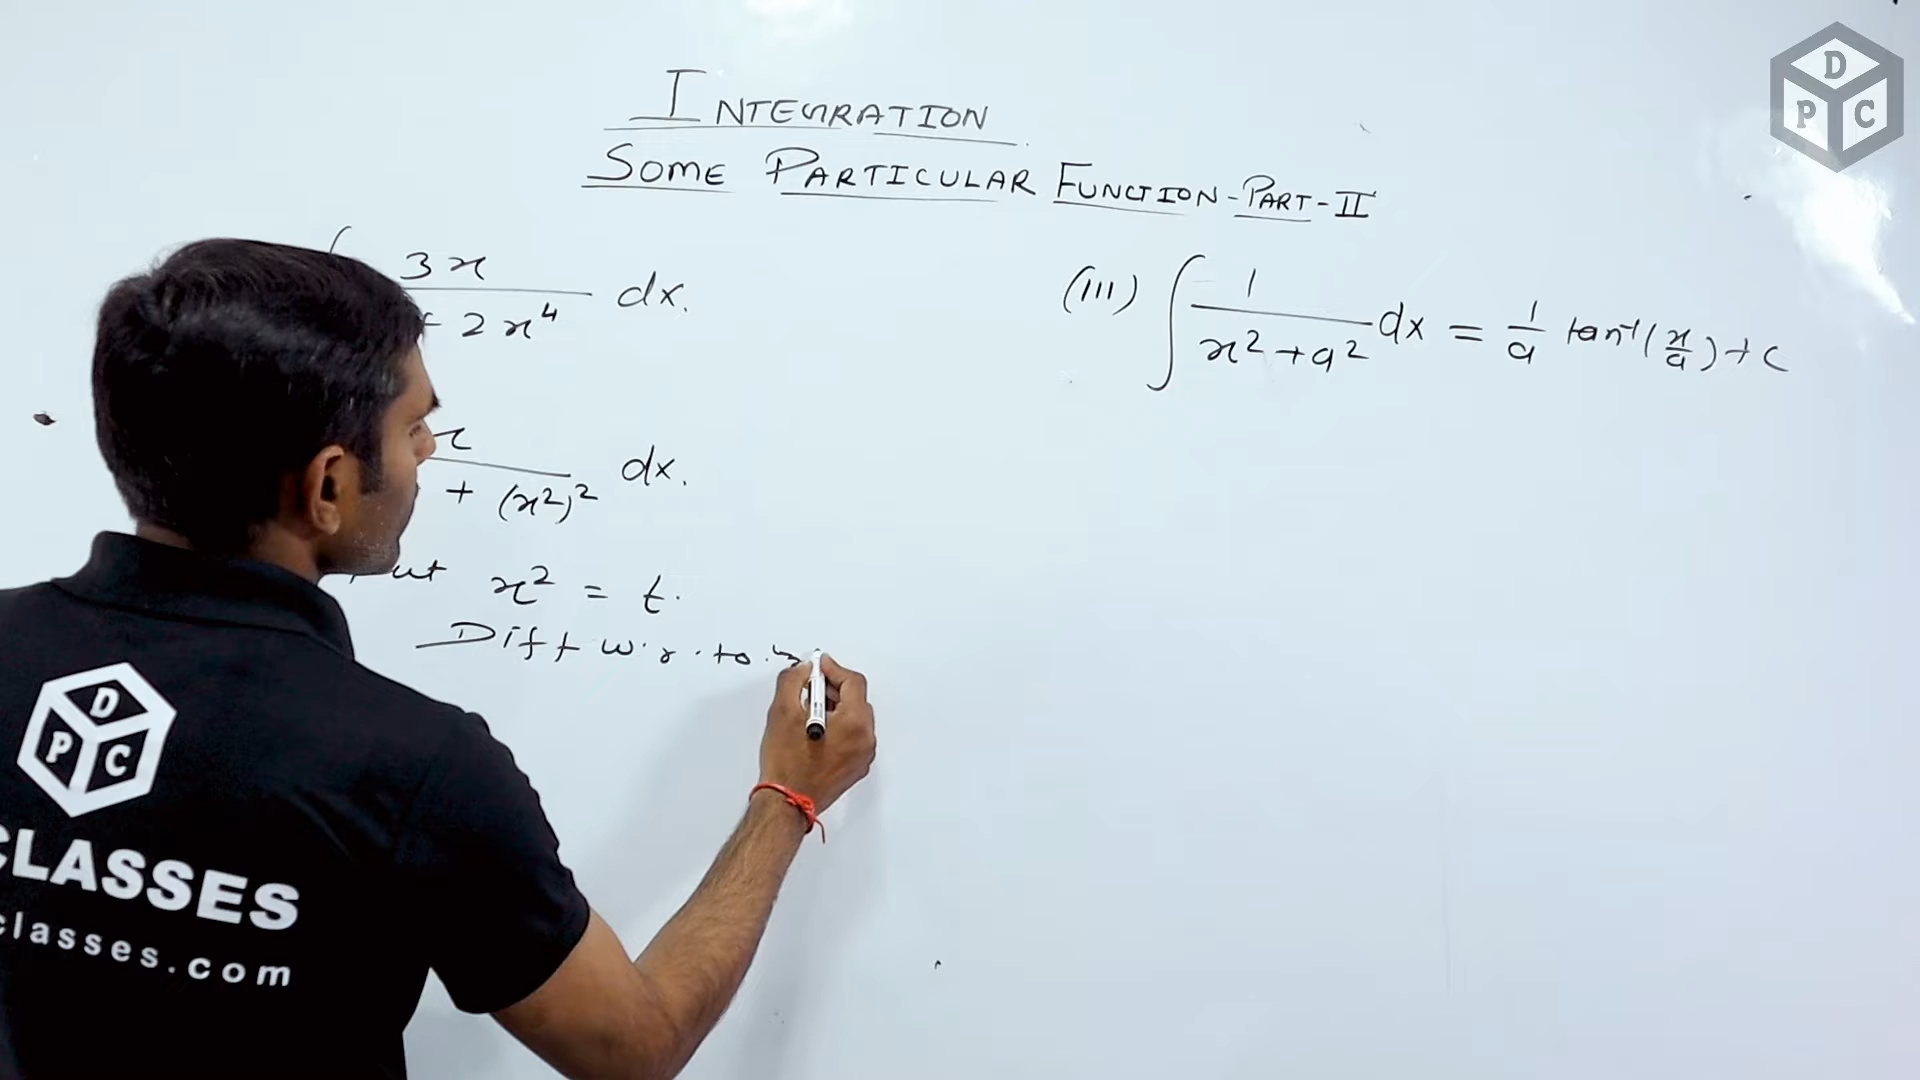 INTEGRATION
SOME PARTICULAR FUNCTION-PART-II
∫ 3x / + 2x⁴ dx.
(III) ∫ 1 / x² + a² dx = 1/a tan⁻¹(x/a) + c
x / + (x²)² dx.
Put x² = t.
Diff w.r.to.x
D
P C
D
P C
CLASSES
classes.com